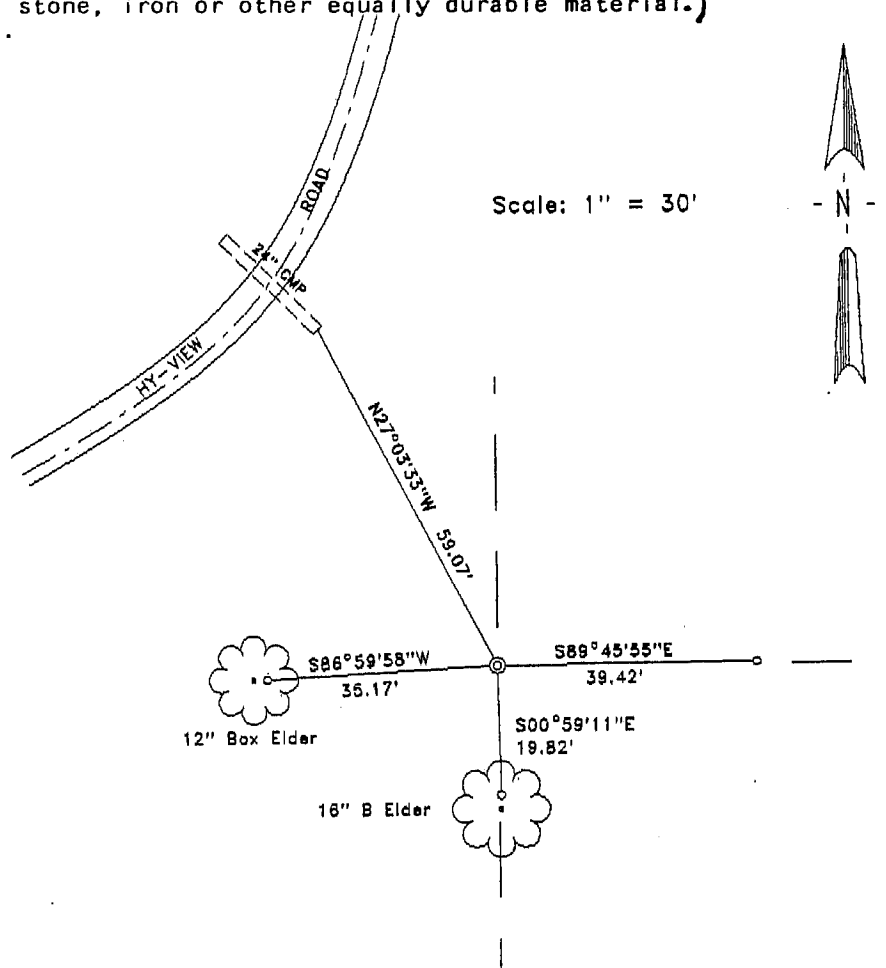 stone, iron or other equally durable material.)
ROAD
Scale: 1" = 30'
- N -
24" CMP
HY-VIEW
N27°03'33"W 59.07'
S86°59'58"W
35.17'
S89°45'55"E
39.42'
S00°59'11"E
19.82'
12" Box Elder
16" B Elder